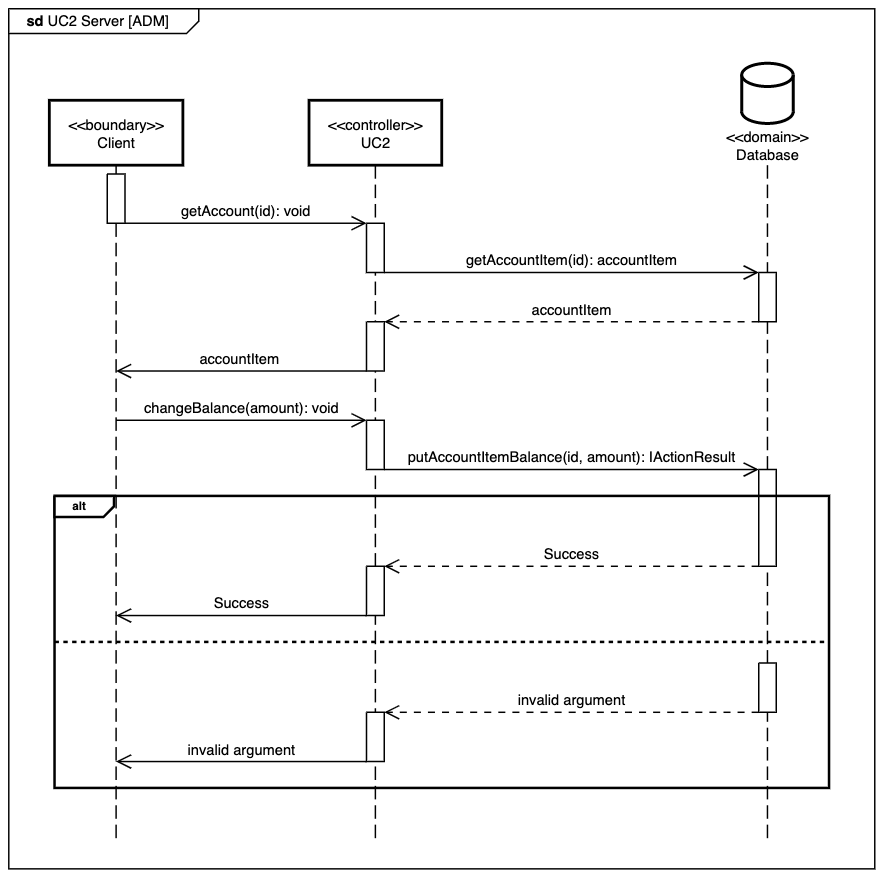 sd UC2 Server [ADM]
<<boundary>>
Client
<<controller>>
UC2
<<domain>>
Database
getAccount(id): void
getAccountItem(id): accountItem
accountItem
accountItem
changeBalance(amount): void
putAccountItemBalance(id, amount): IActionResult
alt
Success
Success
invalid argument
invalid argument